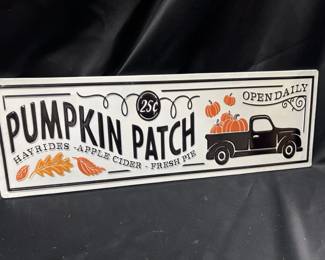 25¢
OPEN DAILY
PUMPKIN PATCH
HAYRIDES - APPLE CIDER - FRESH PIE